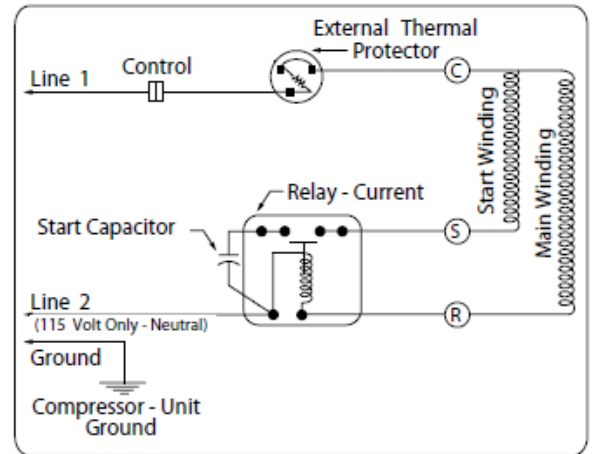 External Thermal
Protector
Line 1
Control
C
Start Winding
Main Winding
Relay - Current
Start Capacitor
S
Line 2
(115 Volt Only - Neutral)
R
Ground
Compressor - Unit
Ground